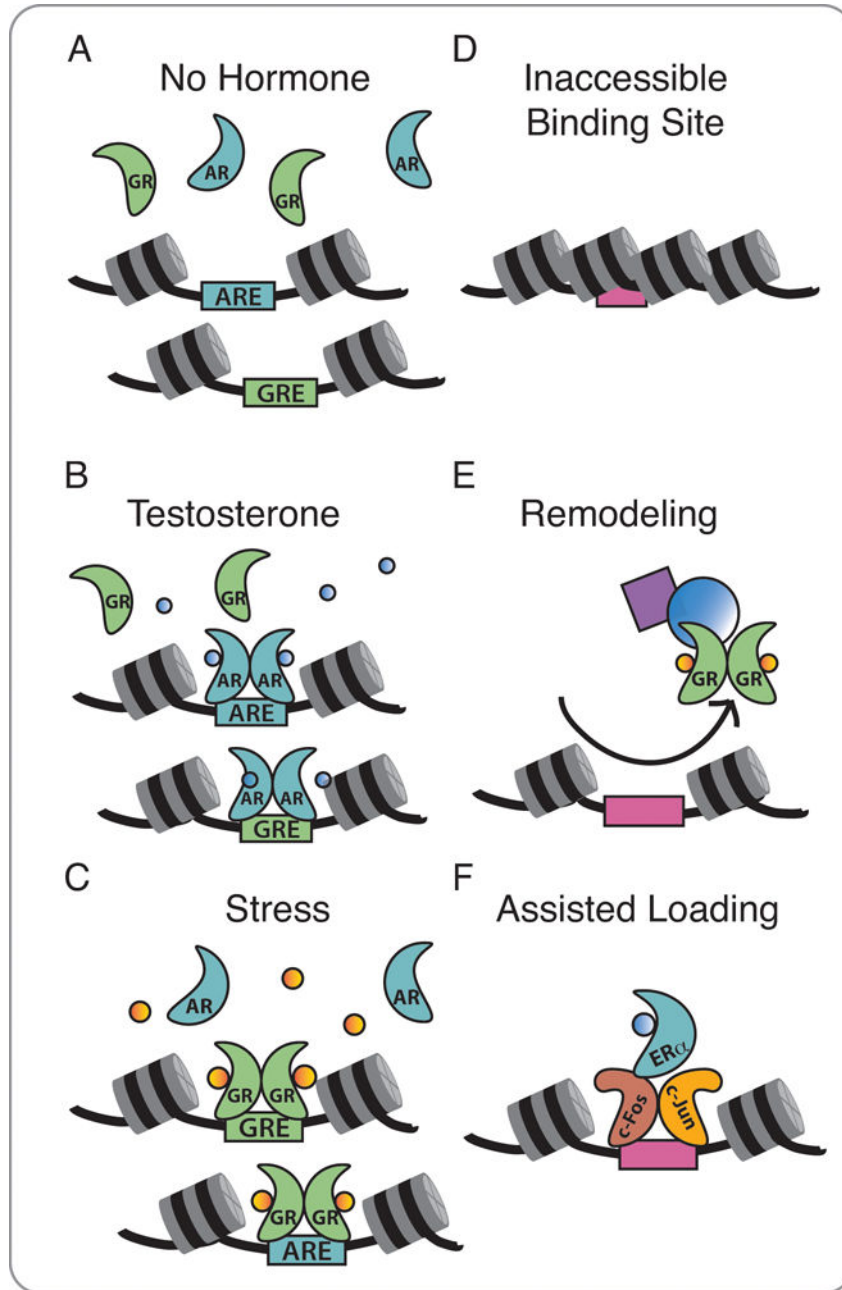 A
No Hormone
GR
AR
GR
AR
ARE
GRE
B
Testosterone
GR
GR
AR
AR
ARE
AR
AR
GRE
C
Stress
AR
AR
GR
GR
GRE
GR
GR
ARE
D
Inaccessible
Binding Site
E
Remodeling
GR
GR
F
Assisted Loading
ERα
c-Fos
c-Jun